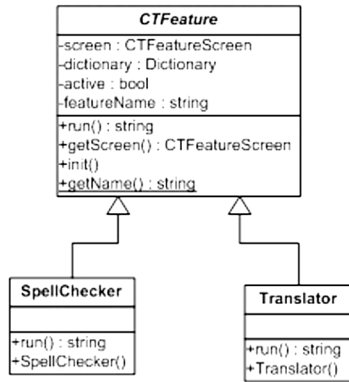 CTFeature
-screen : CTFeatureScreen
-dictionary : Dictionary
-active : bool
-featureName : string
+run() : string
+getScreen() : CTFeatureScreen
+init()
+getName() : string
SpellChecker
+run() : string
+SpellChecker()
Translator
+run() : string
+Translator()